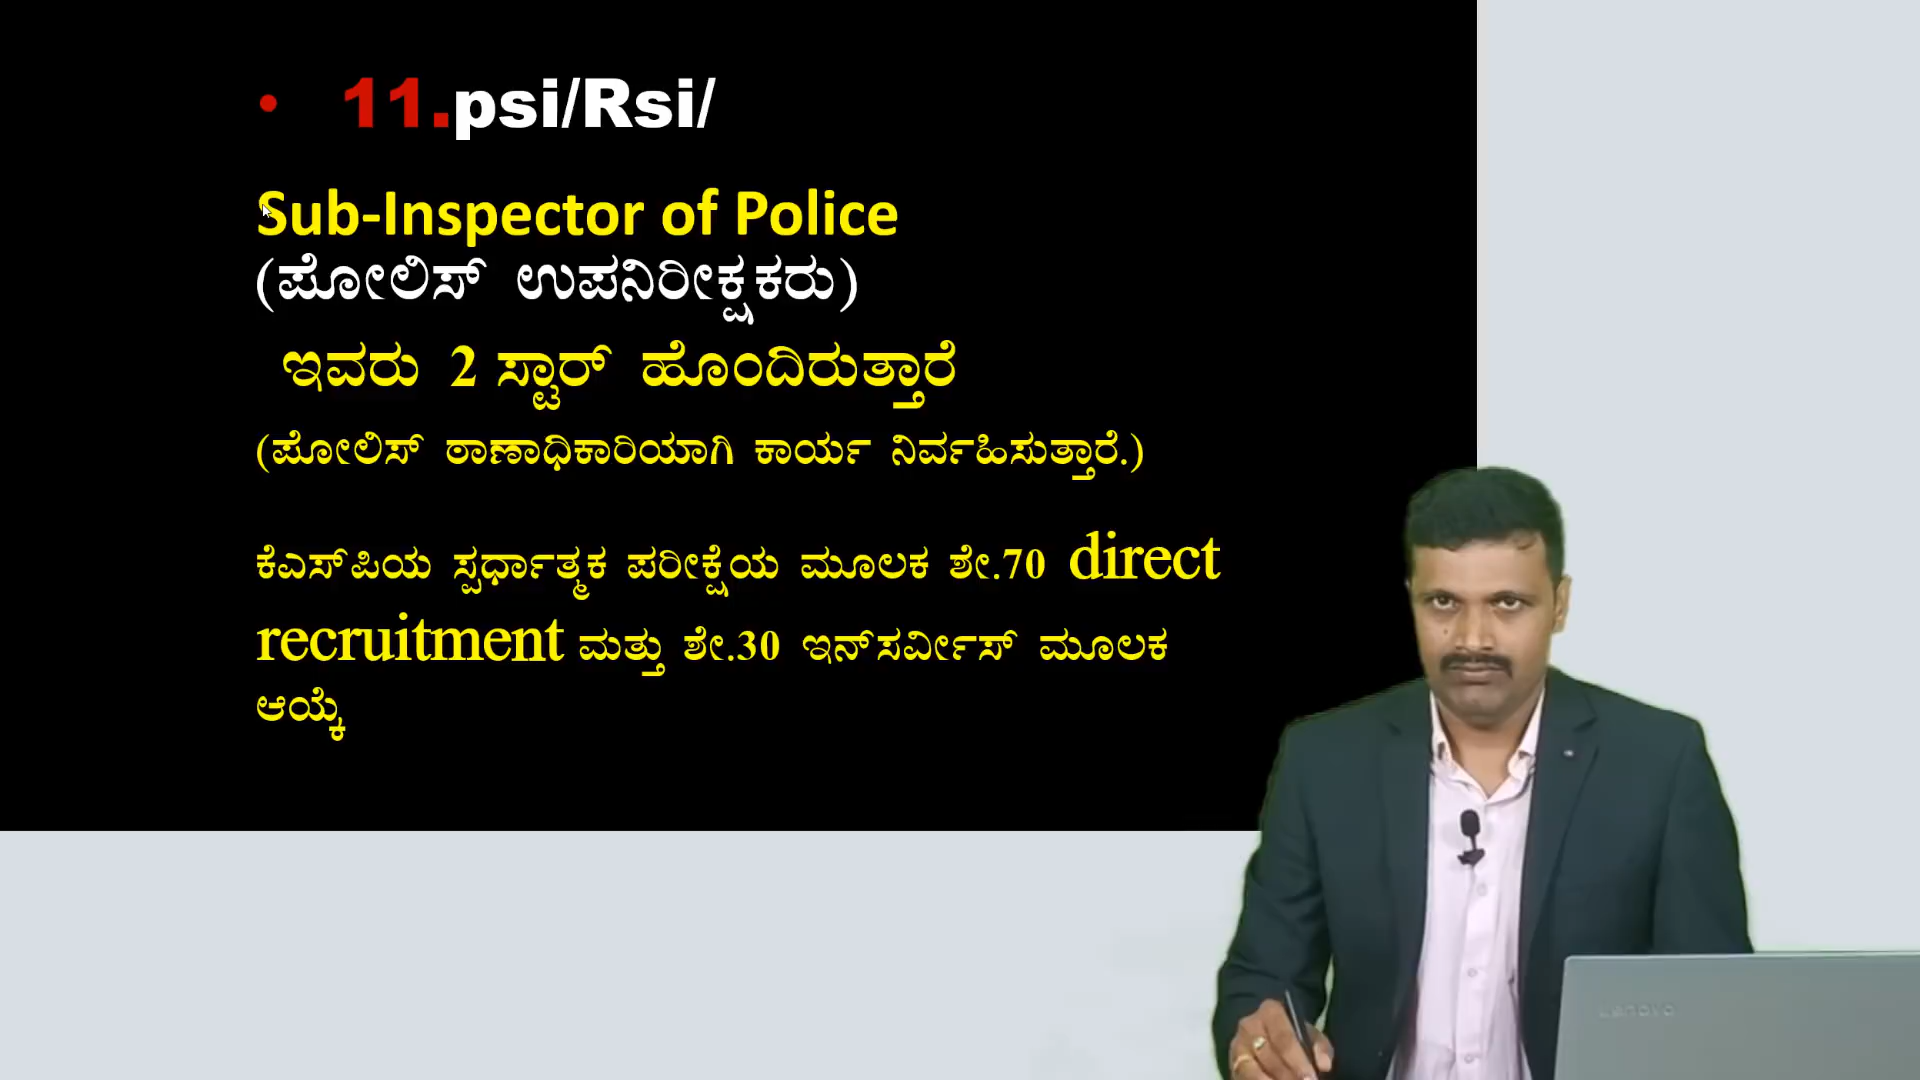 • 11.psi/Rsi/
Sub-Inspector of Police
(ಪೋಲಿಸ್ ಉಪನಿರೀಕ್ಷಕರು)
ಇವರು 2 ಸ್ಟಾರ್ ಹೊಂದಿರುತ್ತಾರೆ
(ಪೋಲಿಸ್ ಠಾಣಾಧಿಕಾರಿಯಾಗಿ ಕಾರ್ಯ ನಿರ್ವಹಿಸುತ್ತಾರೆ.)
ಕೆಎಸ್‌ಪಿಯ ಸ್ಪರ್ಧಾತ್ಮಕ ಪರೀಕ್ಷೆಯ ಮೂಲಕ ಶೇ.70 direct
recruitment ಮತ್ತು ಶೇ.30 ಇನ್‌ಸರ್ವೀಸ್ ಮೂಲಕ
ಆಯ್ಕೆ
Lenovo